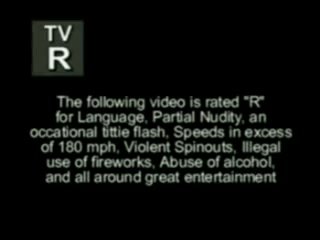 TV
R
The following video is rated "R"
for Language, Partial Nudity, an
occational tittie flash, Speeds in excess
of 180 mph, Violent Spinouts, Illegal
use of fireworks, Abuse of alcohol,
and all around great entertainment